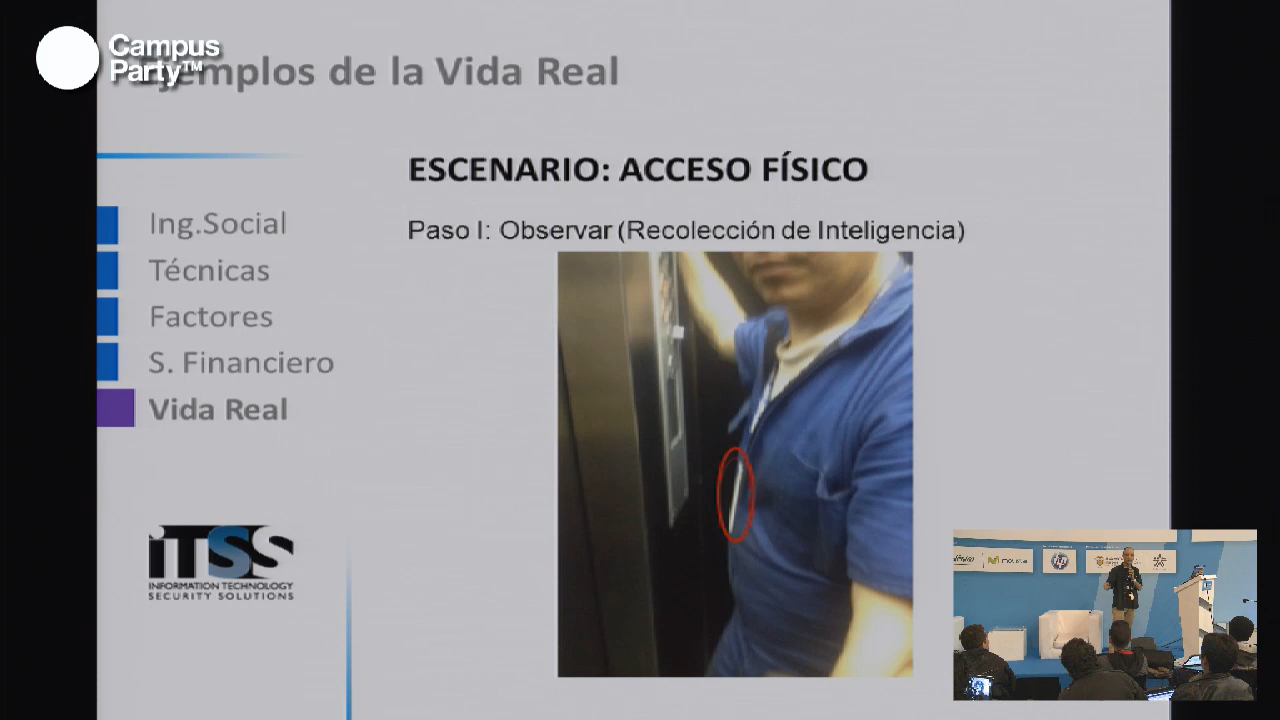 Campus
Party™
Ejemplos de la Vida Real
ESCENARIO: ACCESO FÍSICO
Paso I: Observar (Recolección de Inteligencia)
Ing.Social
Técnicas
Factores
S. Financiero
Vida Real
iTSS
INFORMATION TECHNOLOGY
SECURITY SOLUTIONS
hp